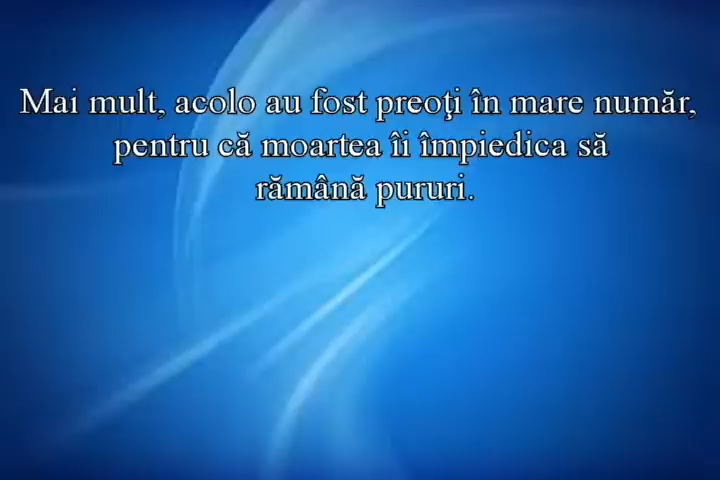 Mai mult, acolo au fost preoţi în mare număr,
pentru că moartea îi împiedica să
rămână pururi.